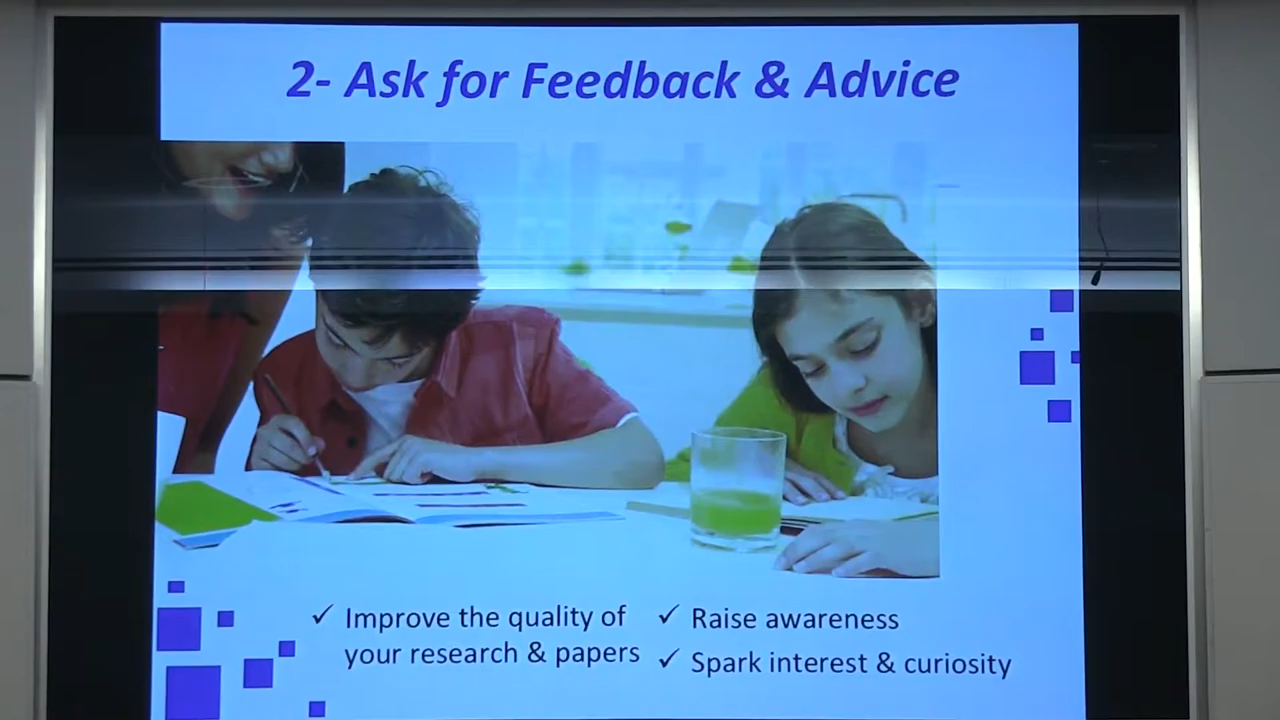 2- Ask for Feedback & Advice
✓ Improve the quality of
your research & papers
✓ Raise awareness
✓ Spark interest & curiosity